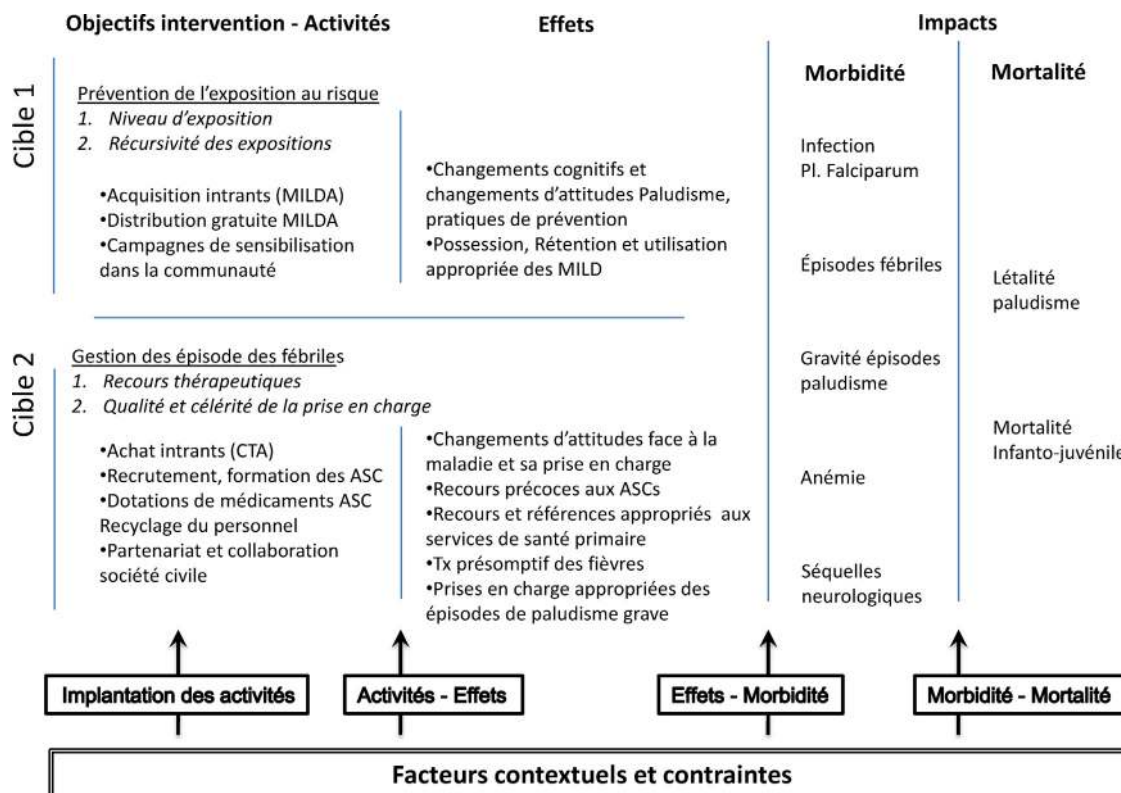 Objectifs intervention - Activités
Effets
Impacts
Morbidité
Mortalité
Cible 1
Prévention de l'exposition au risque
1. Niveau d'exposition
2. Récursivité des expositions
•Acquisition intrants (MILDA)
•Distribution gratuite MILDA
•Campagnes de sensibilisation
dans la communauté
•Changements cognitifs et
changements d'attitudes Paludisme,
pratiques de prévention
•Possession, Rétention et utilisation
appropriée des MILD
Infection
Pl. Falciparum
Épisodes fébriles
Gravité épisodes
paludisme
Anémie
Séquelles
neurologiques
Létalité
paludisme
Mortalité
Infanto-juvénile
Cible 2
Gestion des épisode des fébriles
1. Recours thérapeutiques
2. Qualité et célérité de la prise en charge
•Achat intrants (CTA)
•Recrutement, formation des ASC
•Dotations de médicaments ASC
Recyclage du personnel
•Partenariat et collaboration
société civile
•Changements d'attitudes face à la
maladie et sa prise en charge
•Recours précoces aux ASCs
•Recours et références appropriés aux
services de santé primaire
•Tx présomptif des fièvres
•Prises en charge appropriées des
épisodes de paludisme grave
Implantation des activités
Activités - Effets
Effets - Morbidité
Morbidité - Mortalité
Facteurs contextuels et contraintes